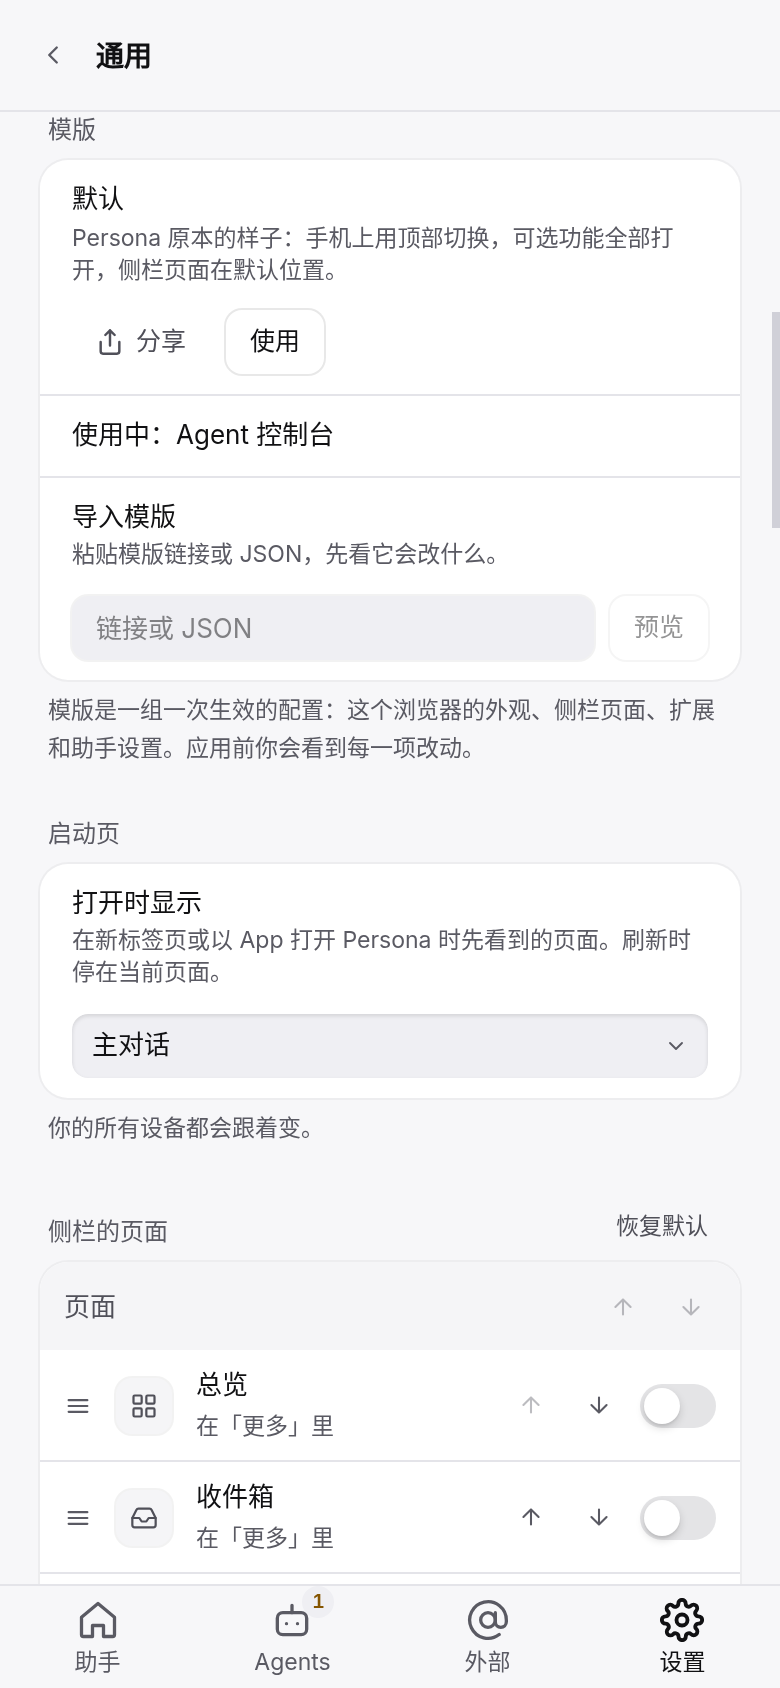 通用
模版
默认
Persona 原本的样子：手机上用顶部切换，可选功能全部打
开，侧栏页面在默认位置。
分享
使用
使用中：Agent 控制台
导入模版
粘贴模版链接或 JSON，先看它会改什么。
链接或 JSON
预览
模版是一组一次生效的配置：这个浏览器的外观、侧栏页面、扩展
和助手设置。应用前你会看到每一项改动。
启动页
打开时显示
在新标签页或以 App 打开 Persona 时先看到的页面。刷新时
停在当前页面。
主对话
你的所有设备都会跟着变。
侧栏的页面
恢复默认
页面
总览
在「更多」里
收件箱
在「更多」里
1
助手
Agents
外部
设置